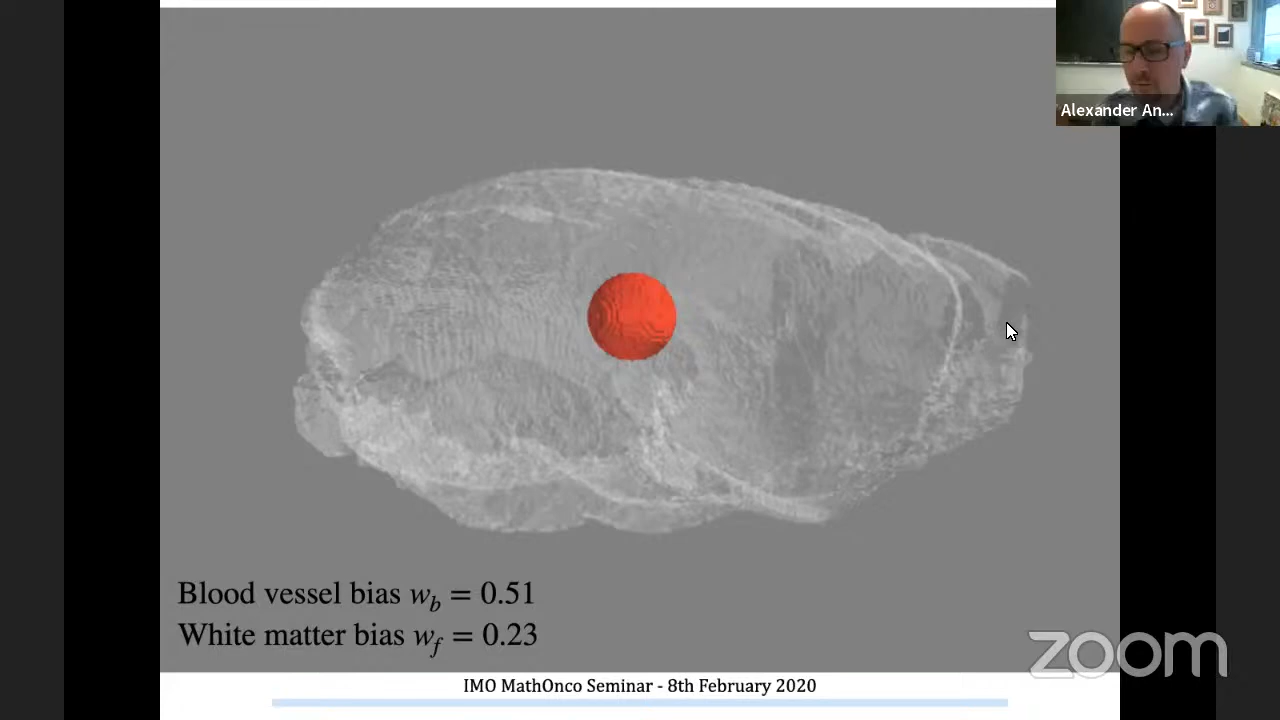 Alexander An...
Blood vessel bias w_b = 0.51
White matter bias w_f = 0.23
zoom
IMO MathOnco Seminar - 8th February 2020